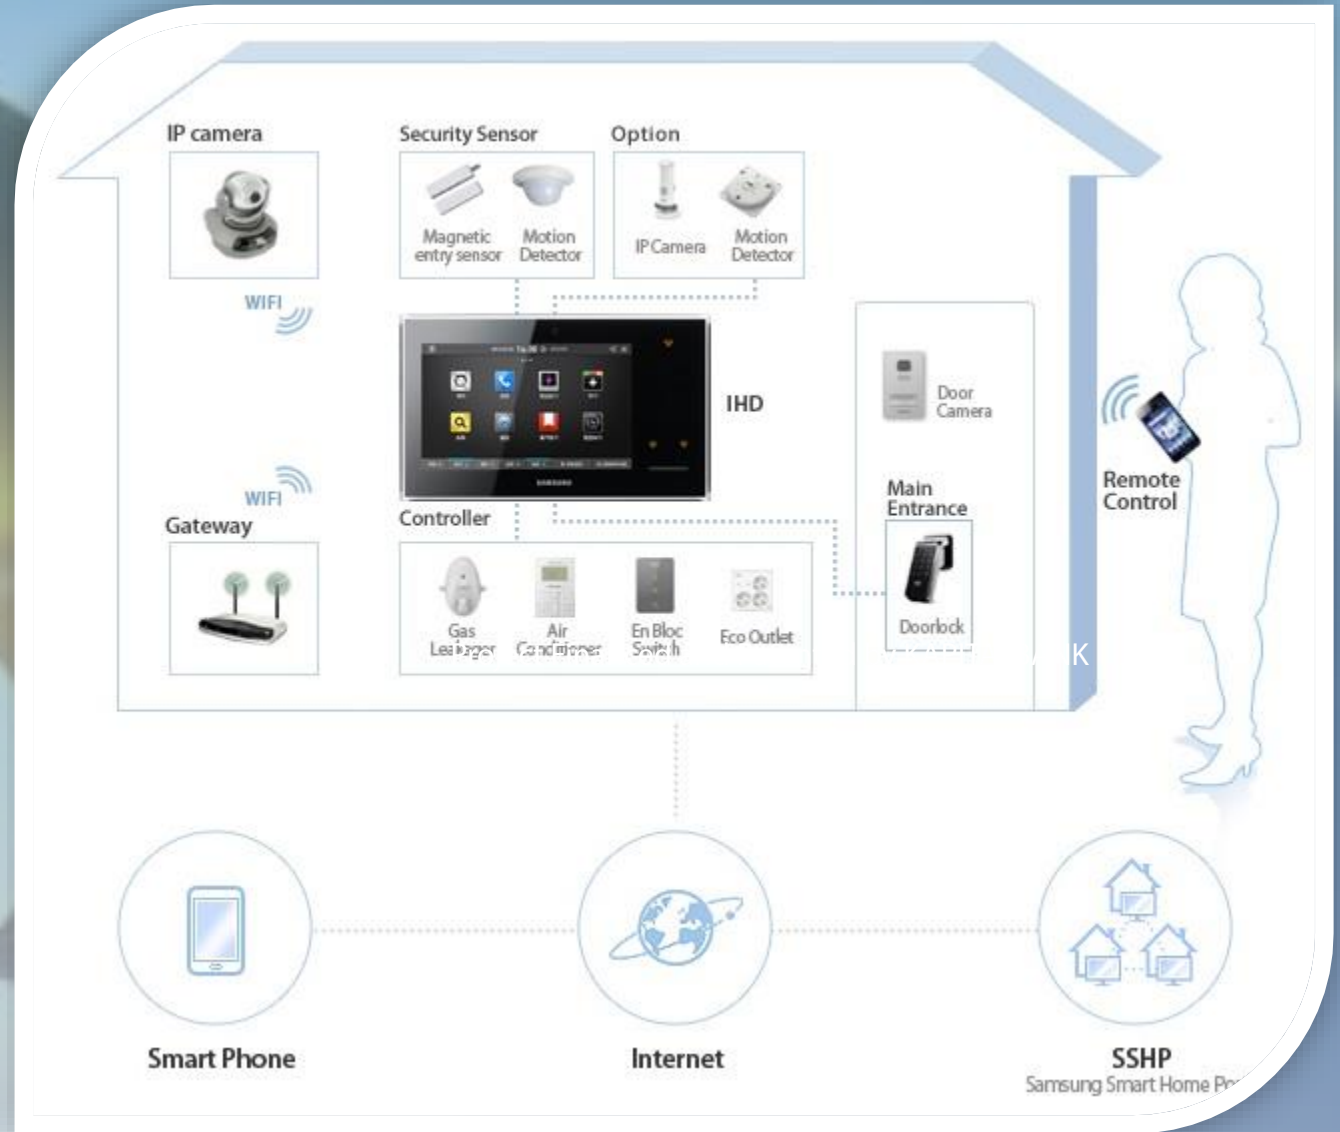 IP camera
Security Sensor
Option
Magnetic
entry sensor
Motion
Detector
IP Camera
Motion
Detector
WIFI
IHD
Door
Camera
SAMSUNG
WIFI
Gateway
Controller
Main
Entrance
Remote
Control
Gas
Air
En Bloc
Switch
Eco Outlet
Doorlock
Smart Phone
Internet
SSHP
Samsung Smart Home